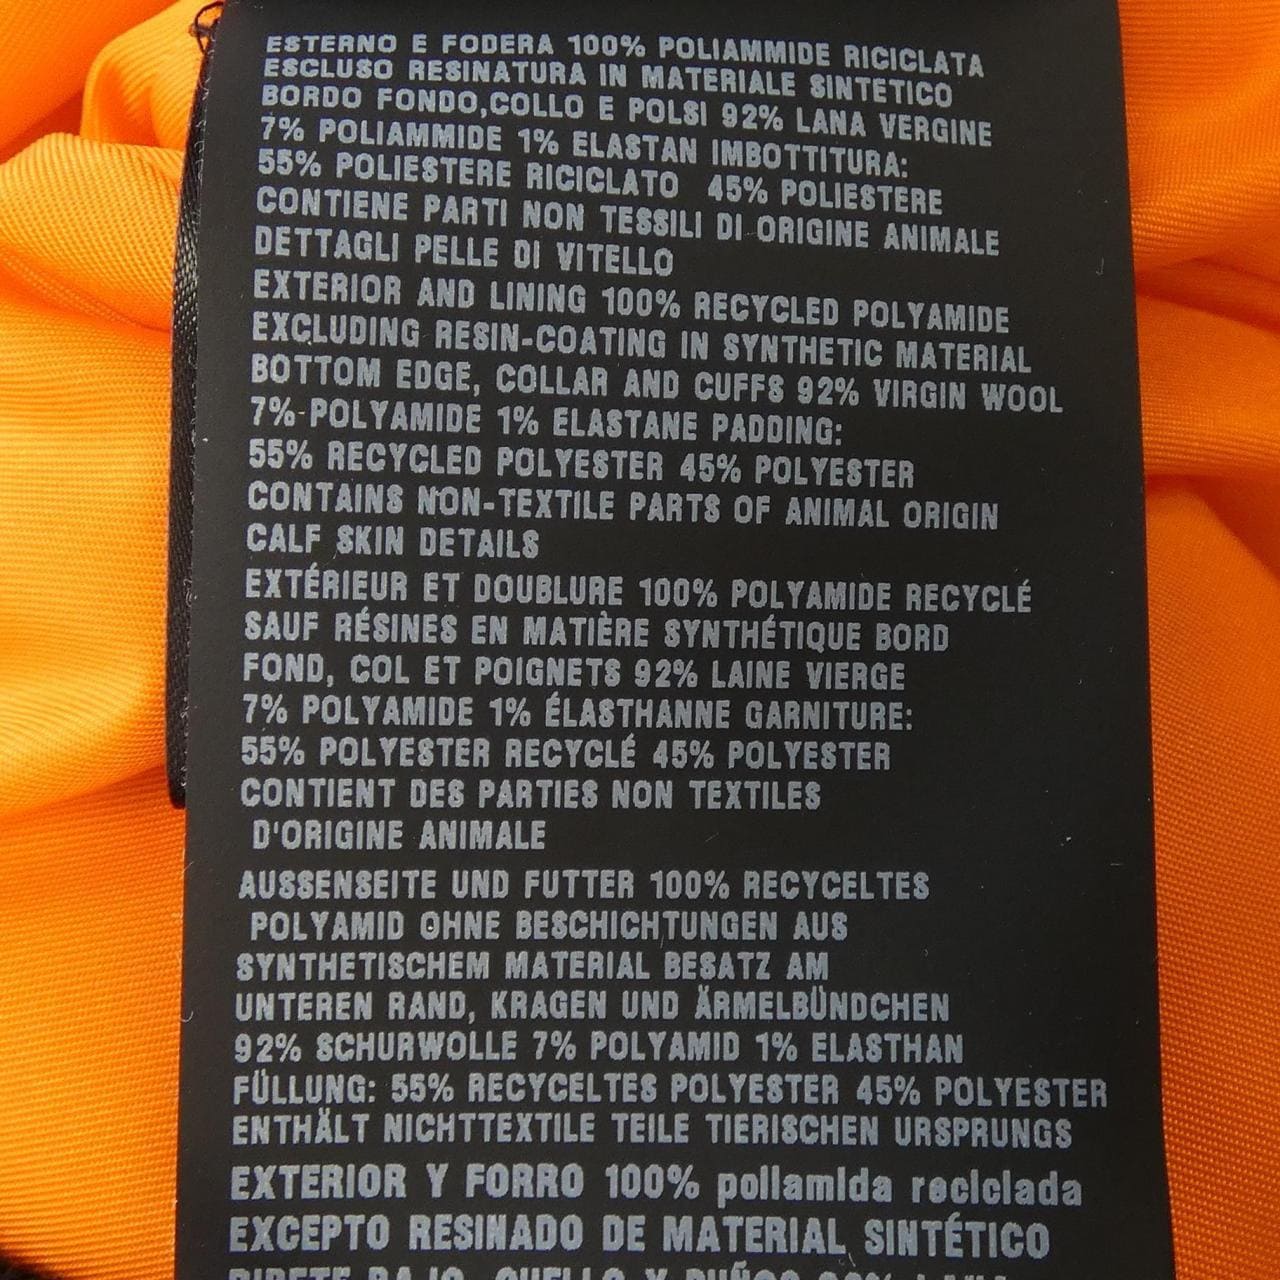 ESTERNO E FODERA 100% POLIAMMIDE RICICLATA
ESCLUSO RESINATURA IN MATERIALE SINTETICO
BORDO FONDO,COLLO E POLSI 92% LANA VERGINE
7% POLIAMMIDE 1% ELASTAN IMBOTTITURA:
55% POLIESTERE RICICLATO 45% POLIESTERE
CONTIENE PARTI NON TESSILI DI ORIGINE ANIMALE
DETTAGLI PELLE DI VITELLO
EXTERIOR AND LINING 100% RECYCLED POLYAMIDE
EXCLUDING RESIN-COATING IN SYNTHETIC MATERIAL
BOTTOM EDGE, COLLAR AND CUFFS 92% VIRGIN WOOL
7% POLYAMIDE 1% ELASTANE PADDING:
55% RECYCLED POLYESTER 45% POLYESTER
CONTAINS NON-TEXTILE PARTS OF ANIMAL ORIGIN
CALF SKIN DETAILS
EXTÉRIEUR ET DOUBLURE 100% POLYAMIDE RECYCLÉ
SAUF RÉSINES EN MATIÈRE SYNTHÉTIQUE BORD
FOND, COL ET POIGNETS 92% LAINE VIERGE
7% POLYAMIDE 1% ÉLASTHANNE GARNITURE:
55% POLYESTER RECYCLÉ 45% POLYESTER
CONTIENT DES PARTIES NON TEXTILES
D'ORIGINE ANIMALE
AUSSENSEITE UND FUTTER 100% RECYCELTES
POLYAMID OHNE BESCHICHTUNGEN AUS
SYNTHETISCHEM MATERIAL BESATZ AM
UNTEREN RAND, KRAGEN UND ÄRMELBÜNDCHEN
92% SCHURWOLLE 7% POLYAMID 1% ELASTHAN
FÜLLUNG: 55% RECYCELTES POLYESTER 45% POLYESTER
ENTHÄLT NICHTTEXTILE TEILE TIERISCHEN URSPRUNGS
EXTERIOR Y FORRO 100% poliamida reciclada
EXCEPTO RESINADO DE MATERIAL SINTÉTICO